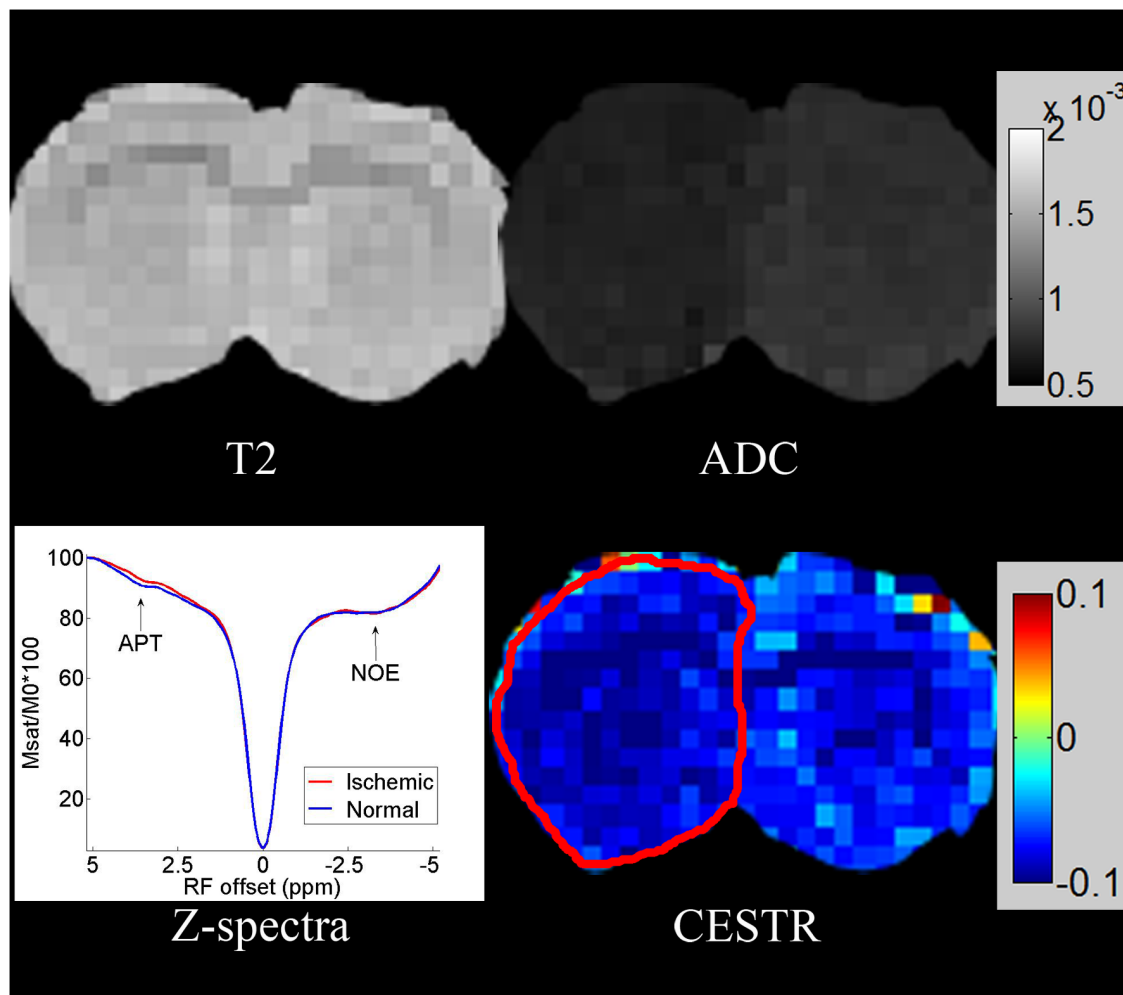 x 10-3
2
1.5
1
0.5
T2
ADC
100
80
60
40
20
Msat/M0*100
APT
NOE
Ischemic
Normal
5
2.5
0
-2.5
-5
RF offset (ppm)
Z-spectra
0.1
0
-0.1
CESTR